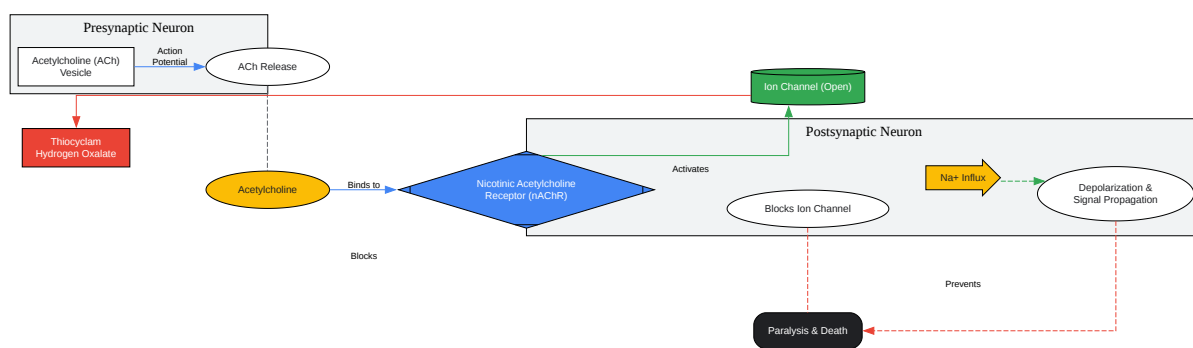 Presynaptic Neuron
Acetylcholine (ACh)
Vesicle
Action
Potential
ACh Release
Ion Channel (Open)
Thiocyclam
Hydrogen Oxalate
Postsynaptic Neuron
Acetylcholine
Binds to
Nicotinic Acetylcholine
Receptor (nAChR)
Activates
Na+ Influx
Depolarization &
Signal Propagation
Blocks Ion Channel
Blocks
Prevents
Paralysis & Death